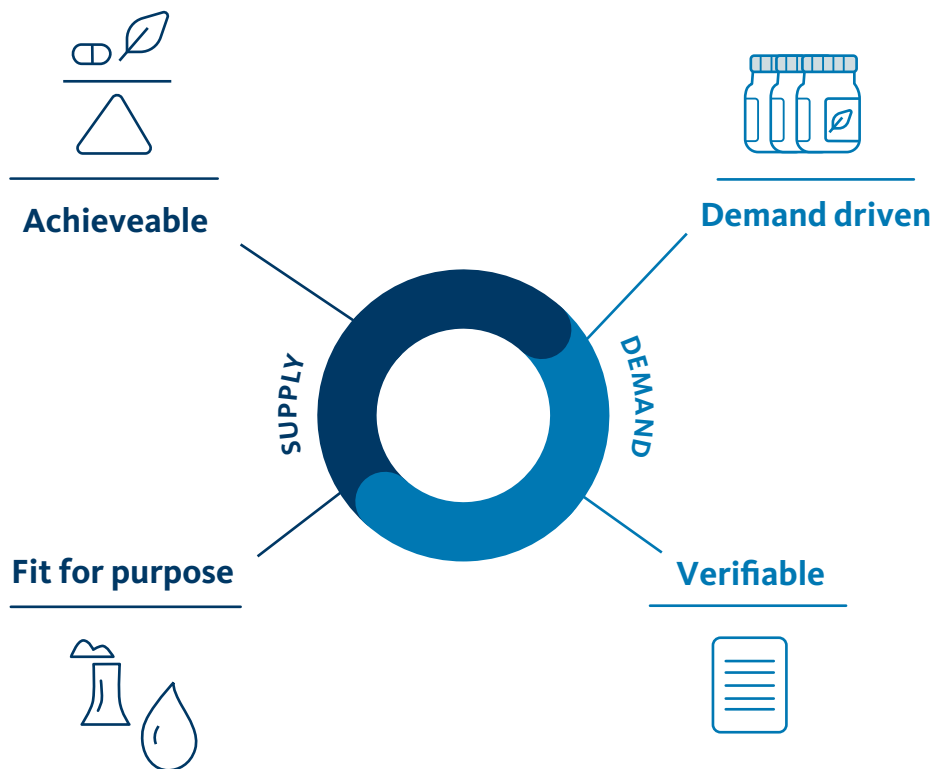 Achieveable
Demand driven
SUPPLY
DEMAND
Fit for purpose
Verifiable